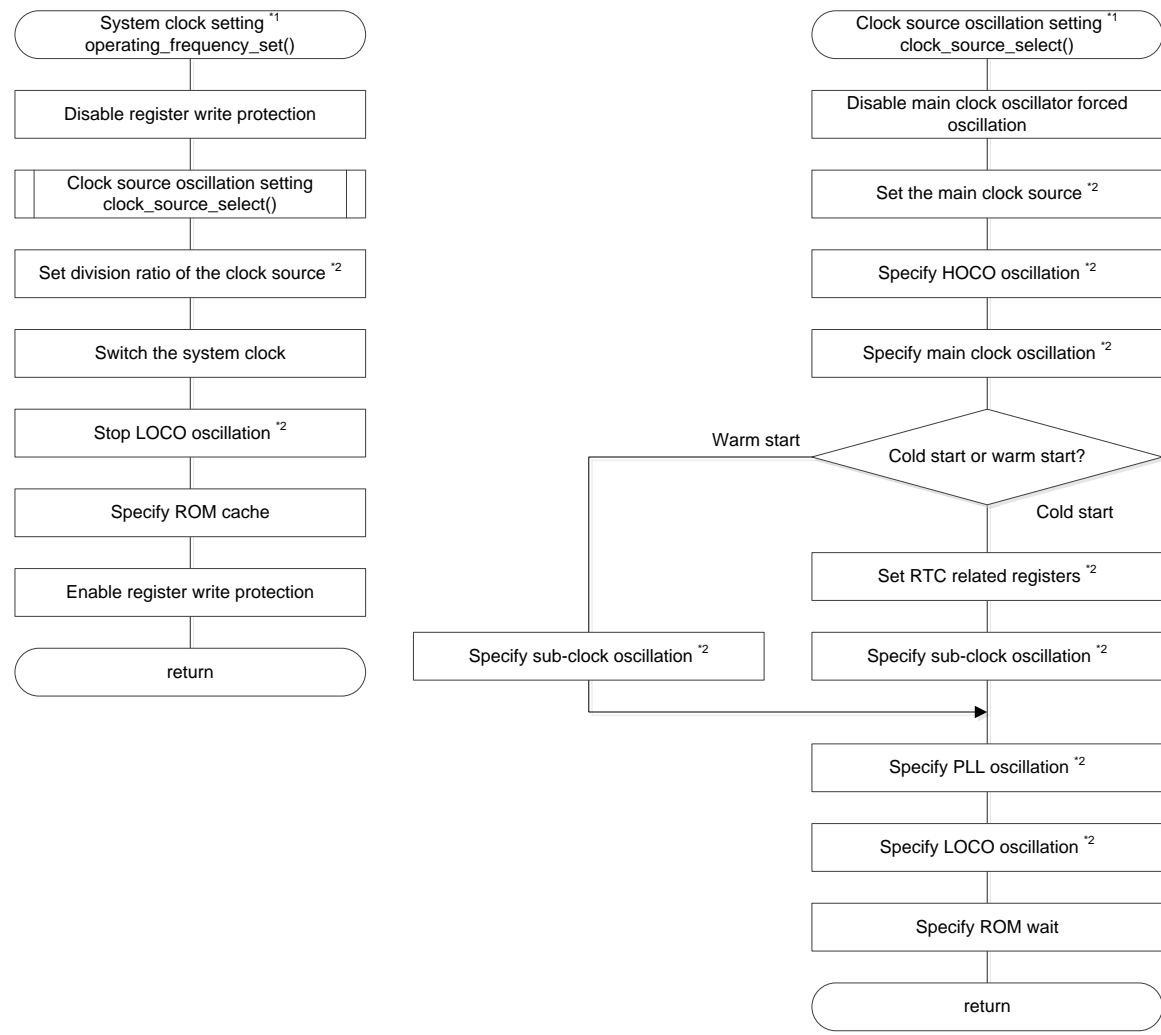 System clock setting *1
operating_frequency_set()
Disable register write protection
Clock source oscillation setting
clock_source_select()
Set division ratio of the clock source *2
Switch the system clock
Stop LOCO oscillation *2
Specify ROM cache
Enable register write protection
return
Clock source oscillation setting *1
clock_source_select()
Disable main clock oscillator forced
oscillation
Set the main clock source *2
Specify HOCO oscillation *2
Specify main clock oscillation *2
Warm start
Cold start or warm start?
Cold start
Set RTC related registers *2
Specify sub-clock oscillation *2
Specify sub-clock oscillation *2
Specify PLL oscillation *2
Specify LOCO oscillation *2
Specify ROM wait
return